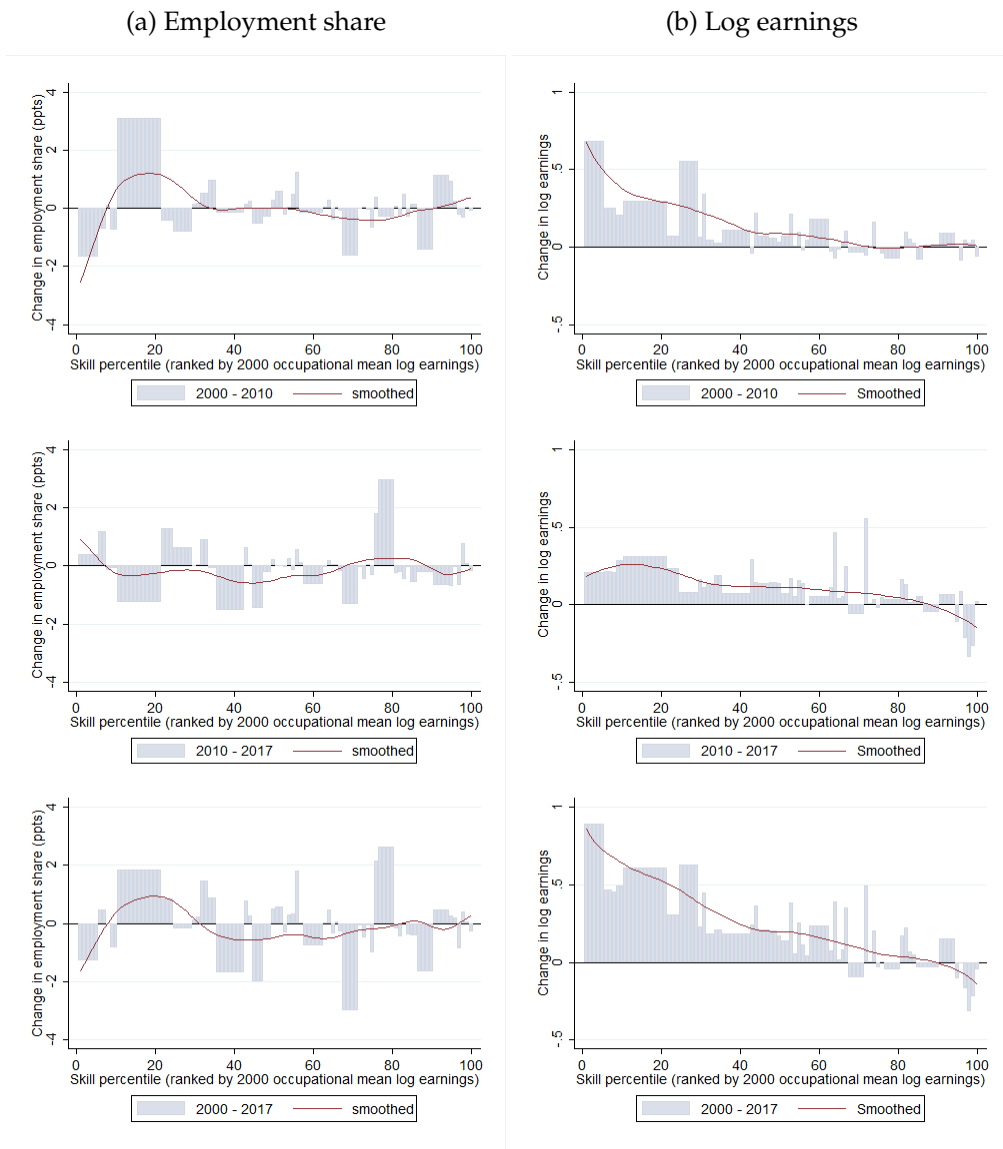 (a) Employment share
(b) Log earnings
Change in employment share (ppts)
4
2
0
-2
-4
0 20 40 60 80 100
Skill percentile (ranked by 2000 occupational mean log earnings)
2000 - 2010 smoothed
Change in log earnings
1
.5
0
-.5
0 20 40 60 80 100
Skill percentile (ranked by 2000 occupational mean log earnings)
2000 - 2010 Smoothed
Change in employment share (ppts)
4
2
0
-2
-4
0 20 40 60 80 100
Skill percentile (ranked by 2000 occupational mean log earnings)
2010 - 2017 smoothed
Change in log earnings
1
.5
0
-.5
0 20 40 60 80 100
Skill percentile (ranked by 2000 occupational mean log earnings)
2010 - 2017 Smoothed
Change in employment share (ppts)
4
2
0
-2
-4
0 20 40 60 80 100
Skill percentile (ranked by 2000 occupational mean log earnings)
2000 - 2017 smoothed
Change in log earnings
1
.5
0
-.5
0 20 40 60 80 100
Skill percentile (ranked by 2000 occupational mean log earnings)
2000 - 2017 Smoothed